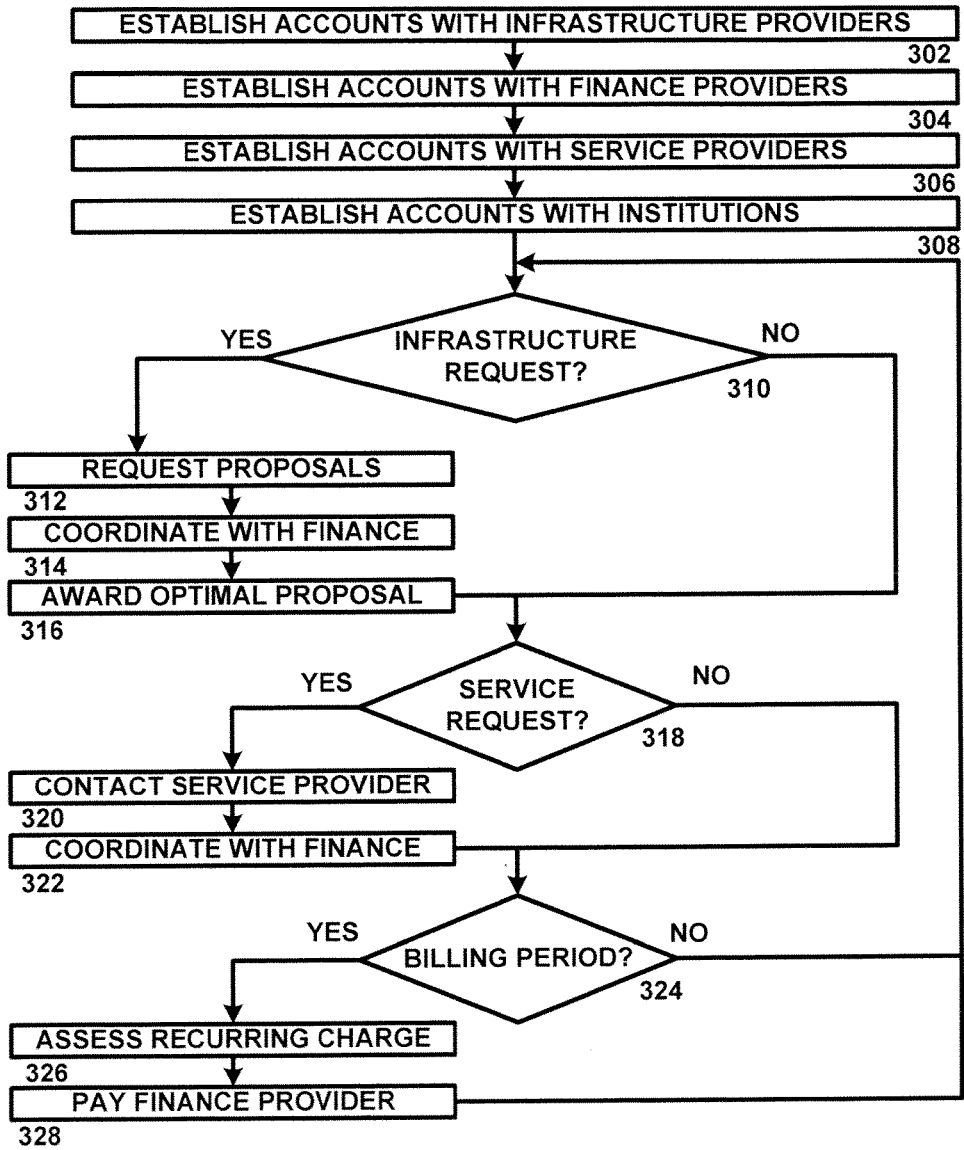 ESTABLISH ACCOUNTS WITH INFRASTRUCTURE PROVIDERS
302
ESTABLISH ACCOUNTS WITH FINANCE PROVIDERS
304
ESTABLISH ACCOUNTS WITH SERVICE PROVIDERS
306
ESTABLISH ACCOUNTS WITH INSTITUTIONS
308
YES
INFRASTRUCTURE
REQUEST?
NO
310
REQUEST PROPOSALS
312
COORDINATE WITH FINANCE
314
AWARD OPTIMAL PROPOSAL
316
YES
SERVICE
REQUEST?
NO
318
CONTACT SERVICE PROVIDER
320
COORDINATE WITH FINANCE
322
YES
BILLING PERIOD?
NO
324
ASSESS RECURRING CHARGE
326
PAY FINANCE PROVIDER
328